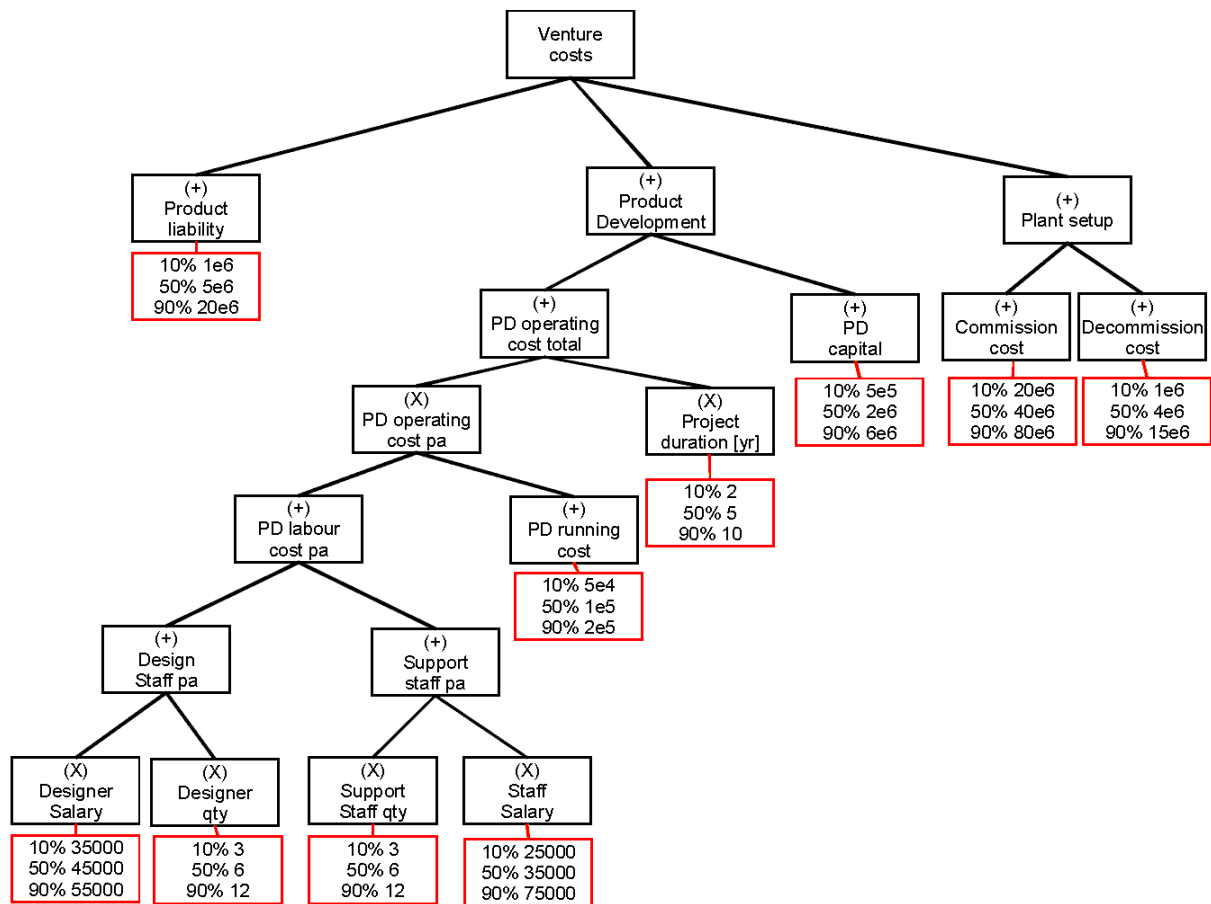 Venture
costs
(+)
Product
liability
10% 1e6
50% 5e6
90% 20e6
(+)
Product
Development
(+)
Plant setup
(+)
PD operating
cost total
(+)
PD
capital
10% 5e5
50% 2e6
90% 6e6
(+)
Commission
cost
10% 20e6
50% 40e6
90% 80e6
(+)
Decommission
cost
10% 1e6
50% 4e6
90% 15e6
(X)
PD operating
cost pa
(X)
Project
duration [yr]
10% 2
50% 5
90% 10
(+)
PD labour
cost pa
(+)
PD running
cost
10% 5e4
50% 1e5
90% 2e5
(+)
Design
Staff pa
(+)
Support
staff pa
(X)
Designer
Salary
10% 35000
50% 45000
90% 55000
(X)
Designer
qty
10% 3
50% 6
90% 12
(X)
Support
Staff qty
10% 3
50% 6
90% 12
(X)
Staff
Salary
10% 25000
50% 35000
90% 75000